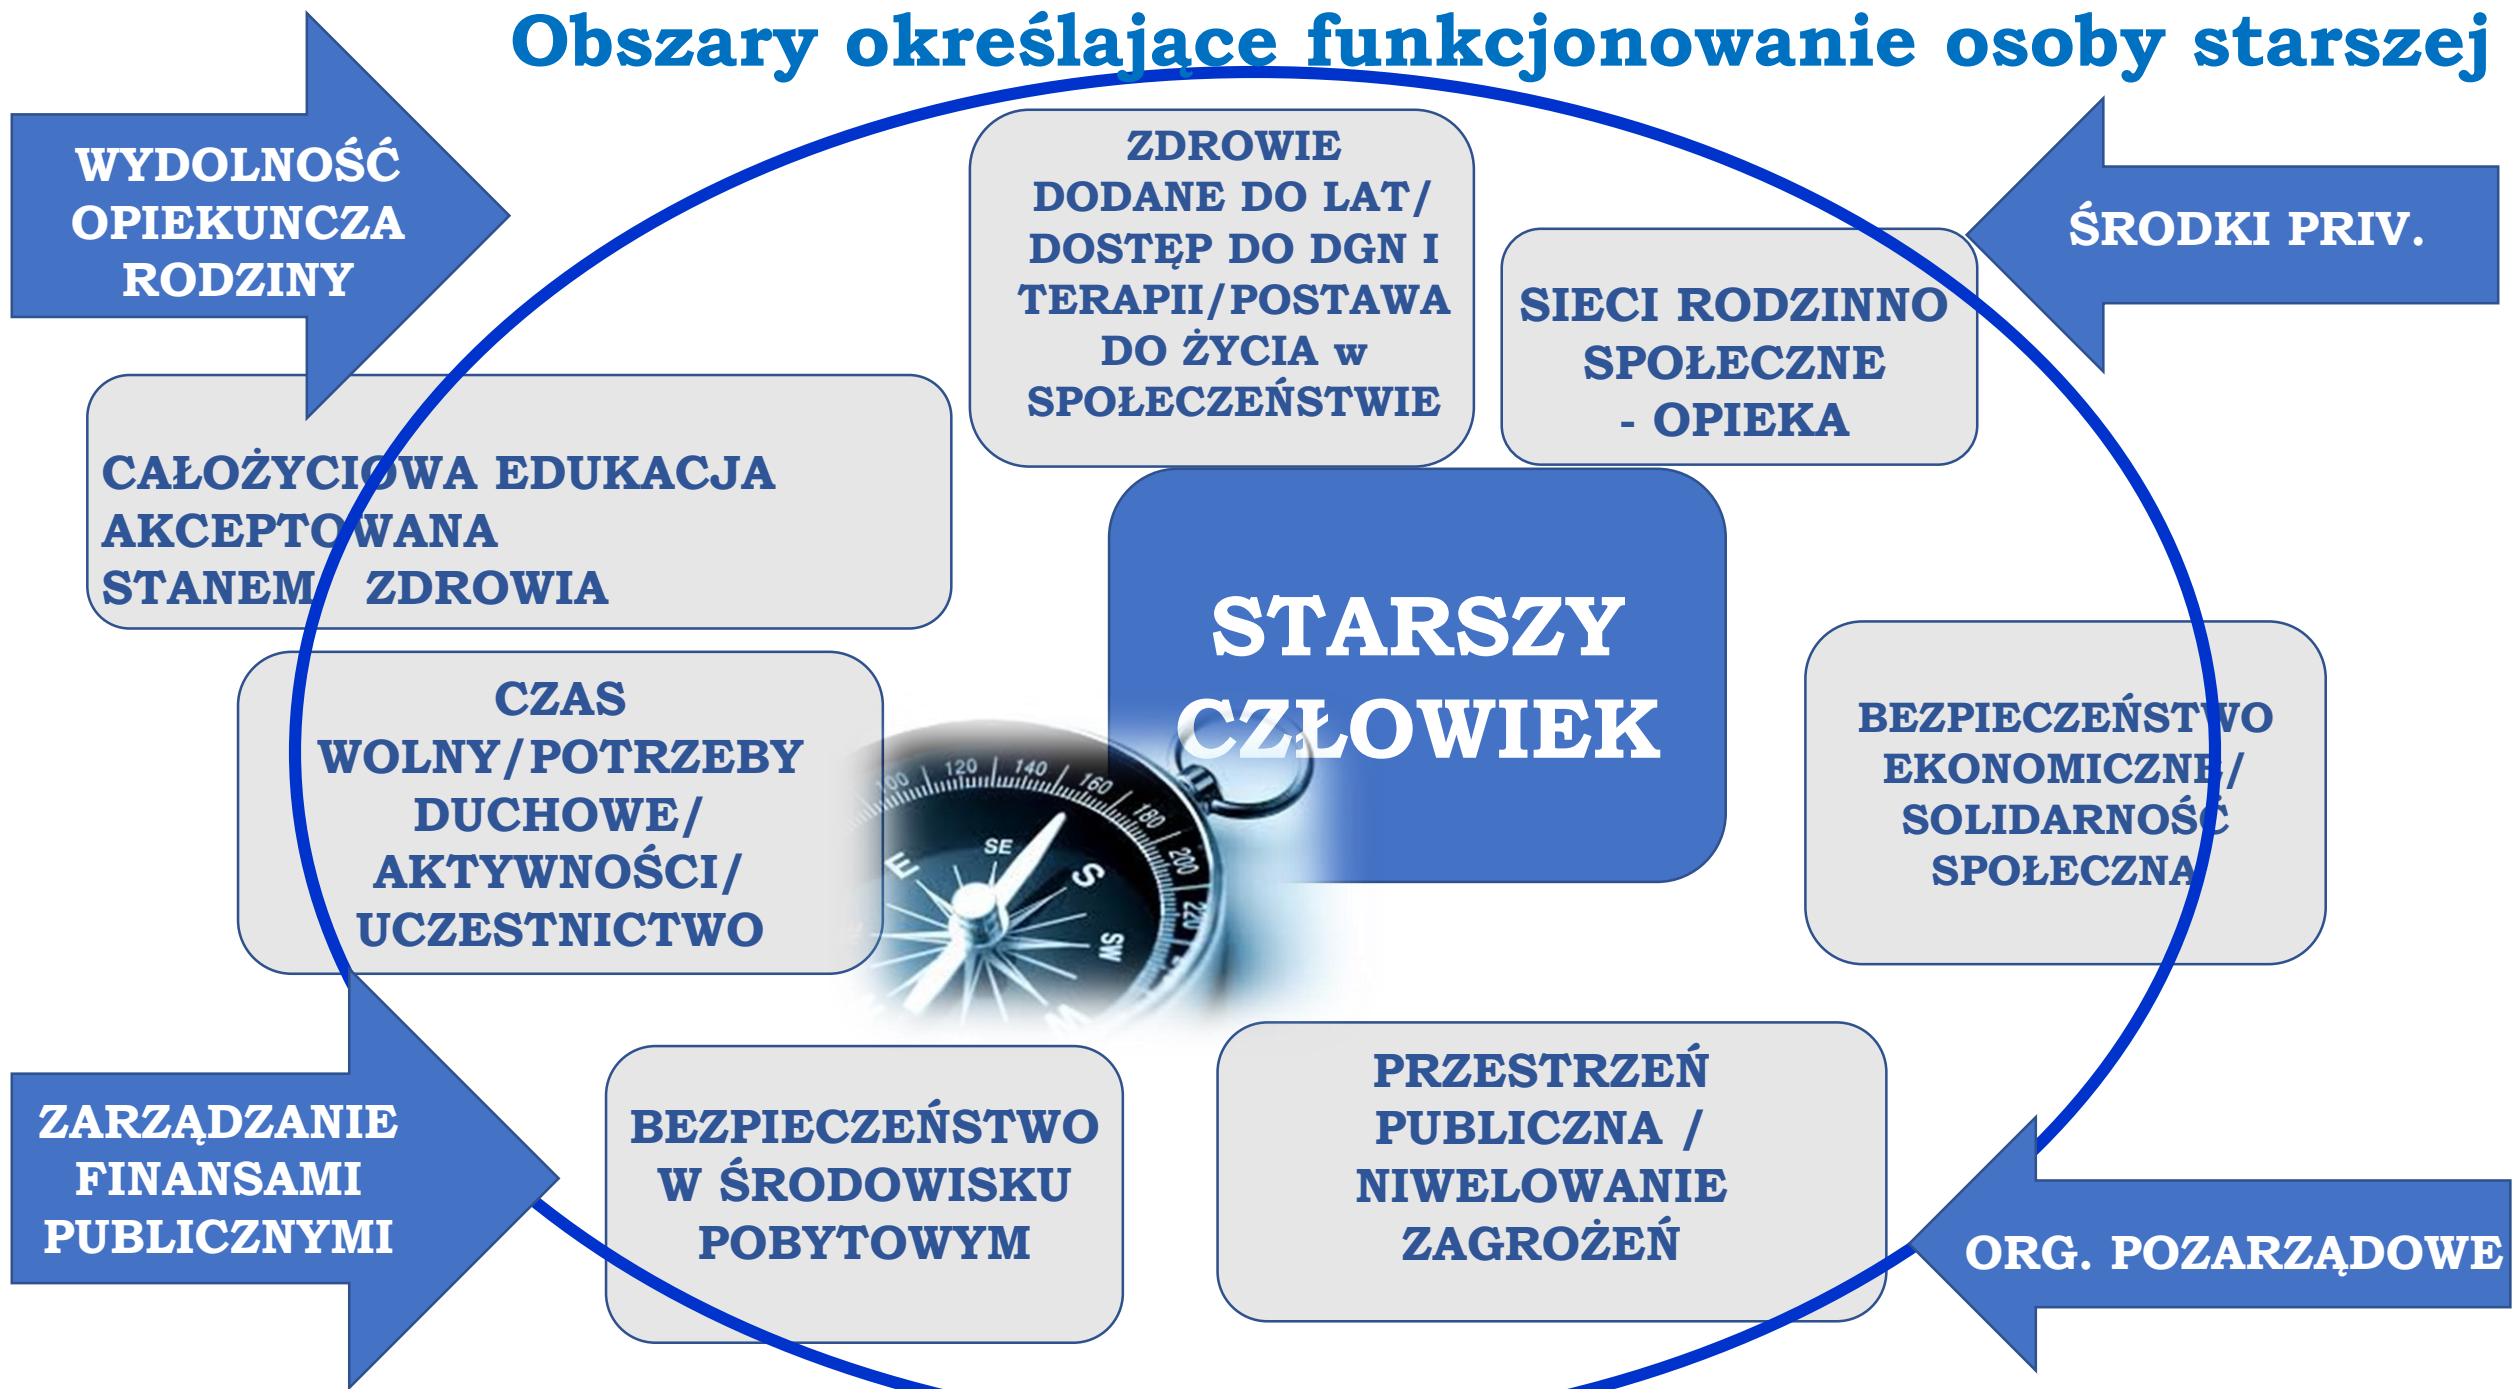 Obszary określające funkcjonowanie osoby starszej
WYDOLNOŚĆ
OPIEKUNCZA
RODZINY
ZDROWIE
DODANE DO LAT/
DOSTĘP DO DGN I
TERAPII/POSTAWA
DO ŻYCIA w
SPOŁECZEŃSTWIE
SIECI RODZINNO
SPOŁECZNE
- OPIEKA
ŚRODKI PRIV.
CAŁOŻYCIOWA EDUKACJA
AKCEPTOWANA
STANEM ZDROWIA
STARSZY
CZŁOWIEK
CZAS
WOLNY/POTRZEBY
DUCHOWE/
AKTYWNOŚCI/
UCZESTNICTWO
100 120 140 160 180 200 220
E SE S SW W
BEZPIECZEŃSTWO
EKONOMICZNE/
SOLIDARNOŚĆ
SPOŁECZNA
ZARZĄDZANIE
FINANSAMI
PUBLICZNYMI
BEZPIECZEŃSTWO
W ŚRODOWISKU
POBYTOWYM
PRZESTRZEŃ
PUBLICZNA /
NIWELOWANIE
ZAGROŻEŃ
ORG. POZARZĄDOWE